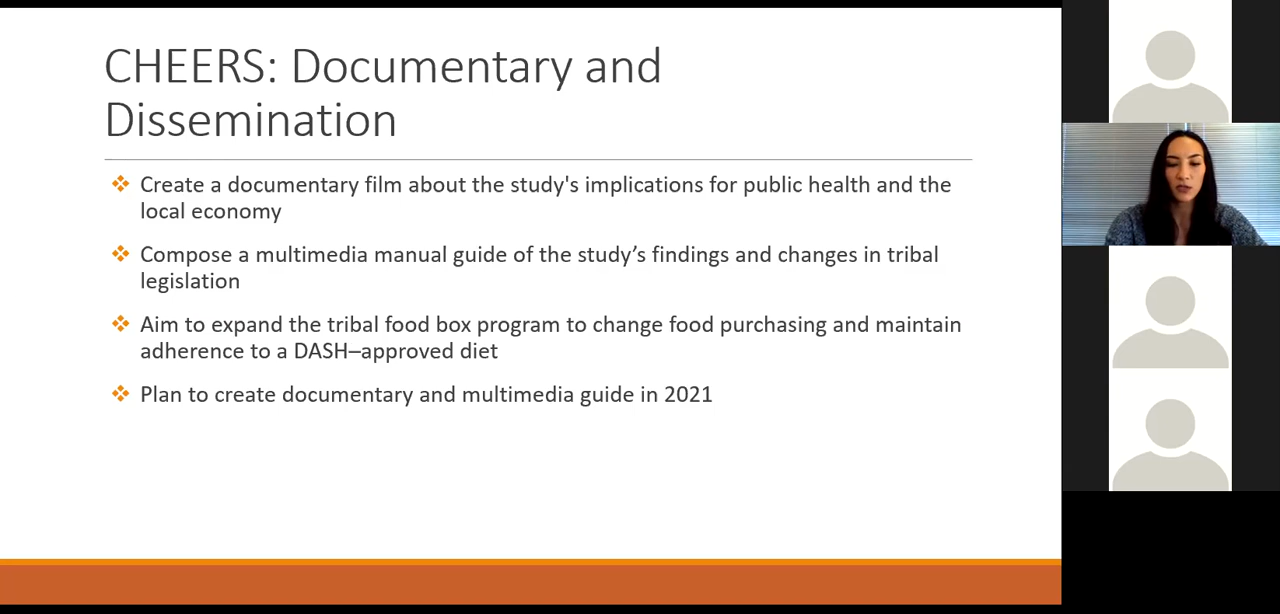 CHEERS: Documentary and
Dissemination
Create a documentary film about the study's implications for public health and the
local economy
Compose a multimedia manual guide of the study’s findings and changes in tribal
legislation
Aim to expand the tribal food box program to change food purchasing and maintain
adherence to a DASH–approved diet
Plan to create documentary and multimedia guide in 2021